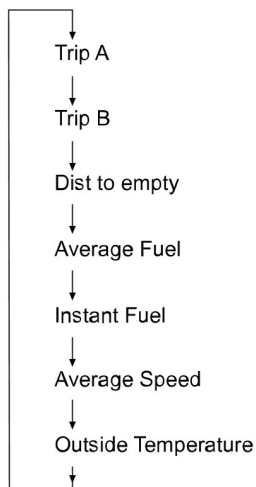 Trip A
Trip B
Dist to empty
Average Fuel
Instant Fuel
Average Speed
Outside Temperature